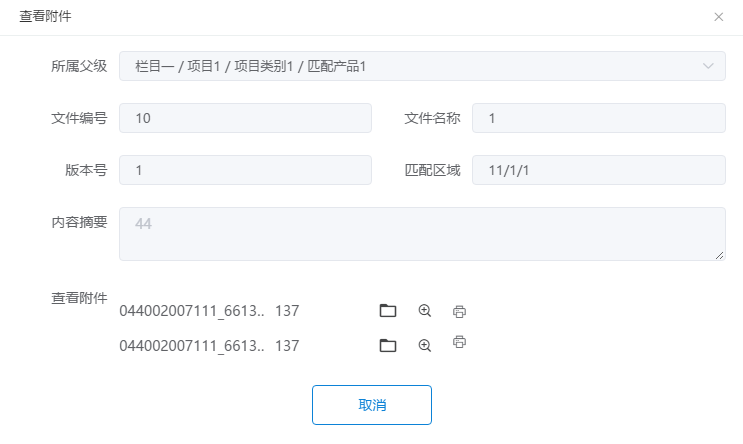 查看附件
所属父级 栏目一 / 项目1 / 项目类别1 / 匹配产品1
文件编号 10 文件名称 1
版本号 1 匹配区域 11/1/1
内容摘要 44
查看附件
044002007111_6613.. 137
044002007111_6613.. 137
取消